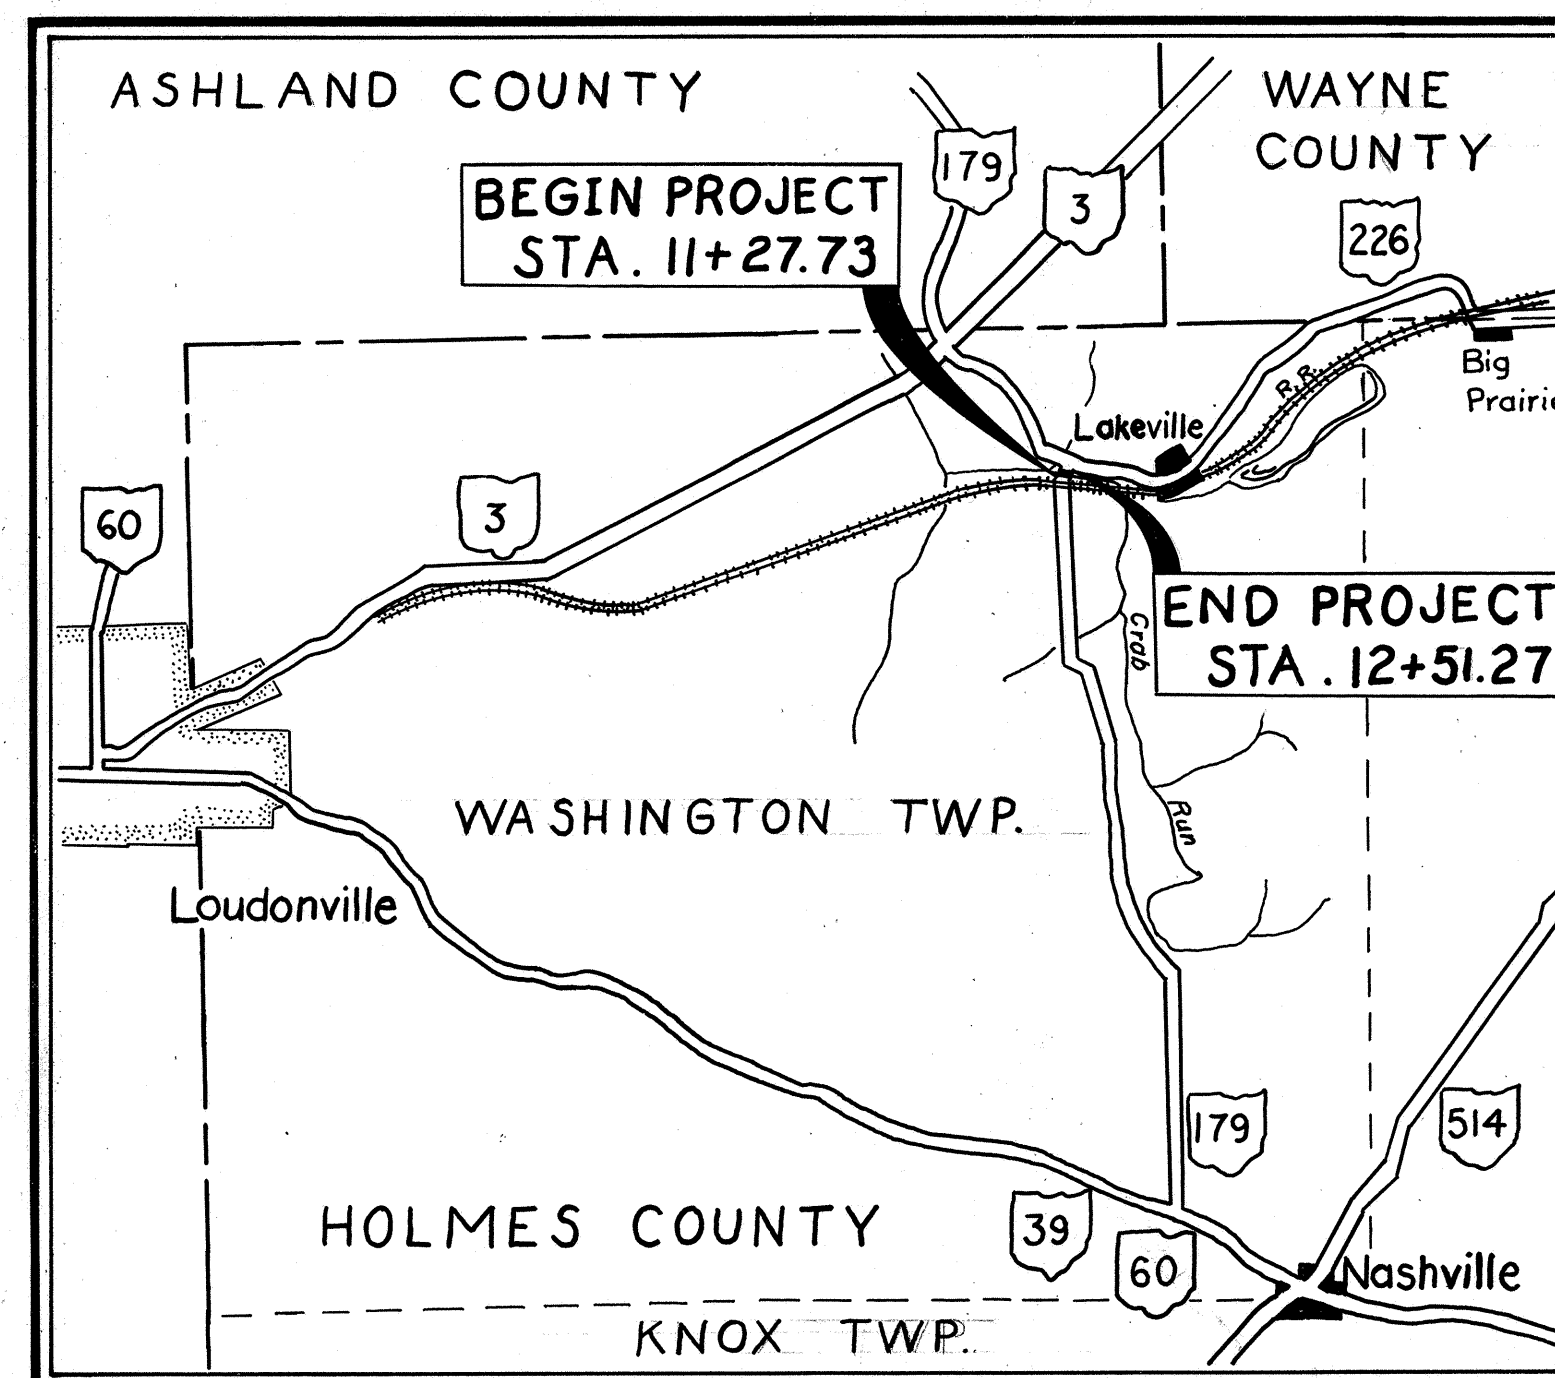 ASHLAND COUNTY
WAYNE
COUNTY
179
3
BEGIN PROJECT
STA. 11+27.73
226
R.R.
Big
Prairie
Lakeville
60
3
END PROJECT
STA. 12+51.27
Crab
Run
WASHINGTON TWP.
Loudonville
179
514
HOLMES COUNTY
39
60
Nashville
KNOX TWP.